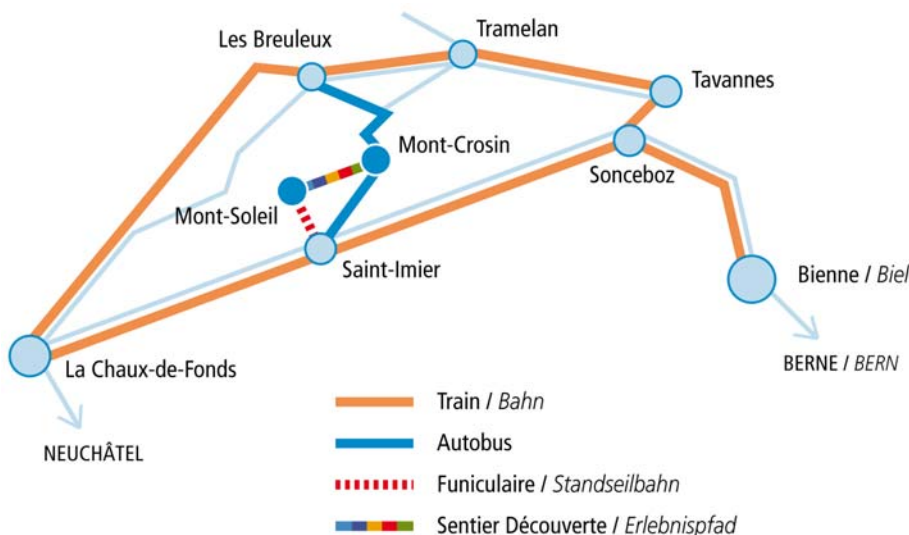 Les Breuleux
Tramelan
Tavannes
Mont-Crosin
Sonceboz
Mont-Soleil
Saint-Imier
Bienne / Biel
La Chaux-de-Fonds
BERNE / BERN
NEUCHÂTEL
Train / Bahn
Autobus
Funiculaire / Standseilbahn
Sentier Découverte / Erlebnispfad